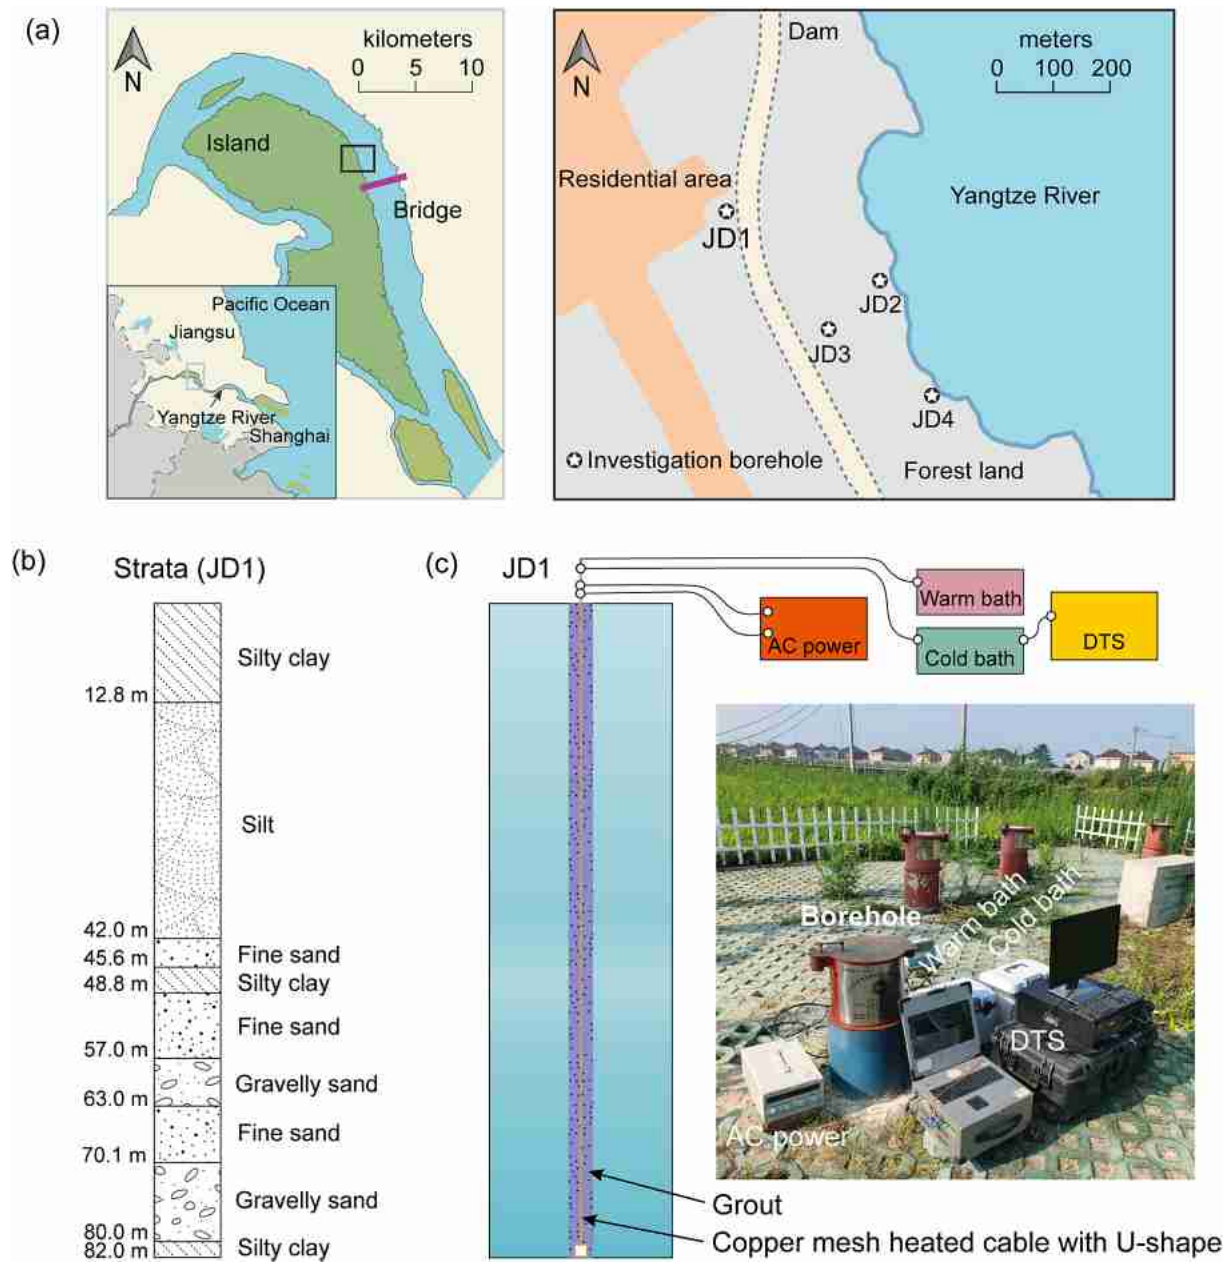 (a)
kilometers
0 5 10
N
Island
Bridge
Pacific Ocean
Jiangsu
Yangtze River
Shanghai
Dam
meters
0 100 200
N
Residential area
Yangtze River
JD1
JD2
JD3
JD4
Investigation borehole
Forest land
(b)
Strata (JD1)
Silty clay
12.8 m
Silt
42.0 m
Fine sand
45.6 m
Silty clay
48.8 m
Fine sand
57.0 m
Gravelly sand
63.0 m
Fine sand
70.1 m
Gravelly sand
80.0 m
Silty clay
82.0 m
(c)
JD1
Warm bath
AC power
Cold bath
DTS
Borehole
Warm bath
Cold bath
DTS
AC power
Grout
Copper mesh heated cable with U-shape